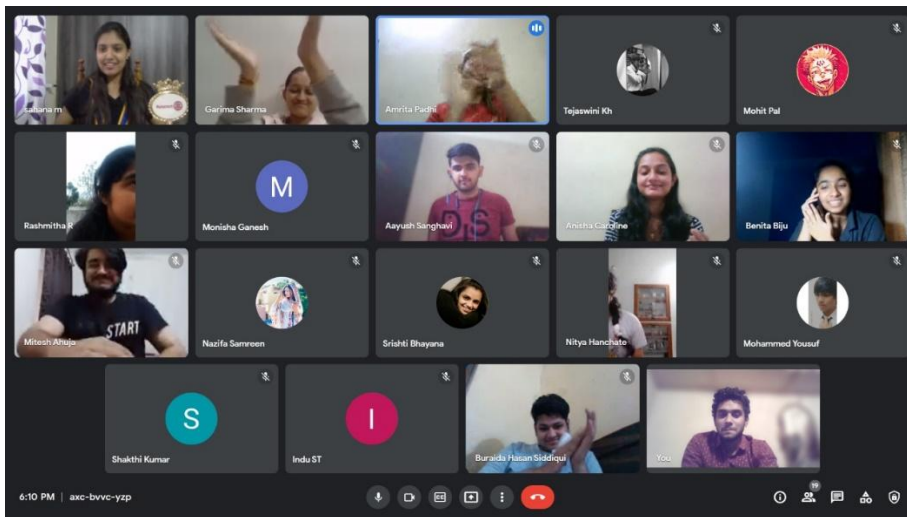 sahana m
Garima Sharma
Amrita Padhi
Tejaswini Kh
Mohit Pal
Rashmitha R
M
Monisha Ganesh
D.S
Aayush Sanghavi
Anisha Caroline
Benita Biju
START
Mitesh Ahuja
Nazifa Samreen
Srishti Bhayana
Nitya Hanchate
Mohammed Yousuf
S
Shakthi Kumar
I
Indu ST
Buraida Hasan Siddiqui
You
6:10 PM | axc-bvvc-yzp
CC
19